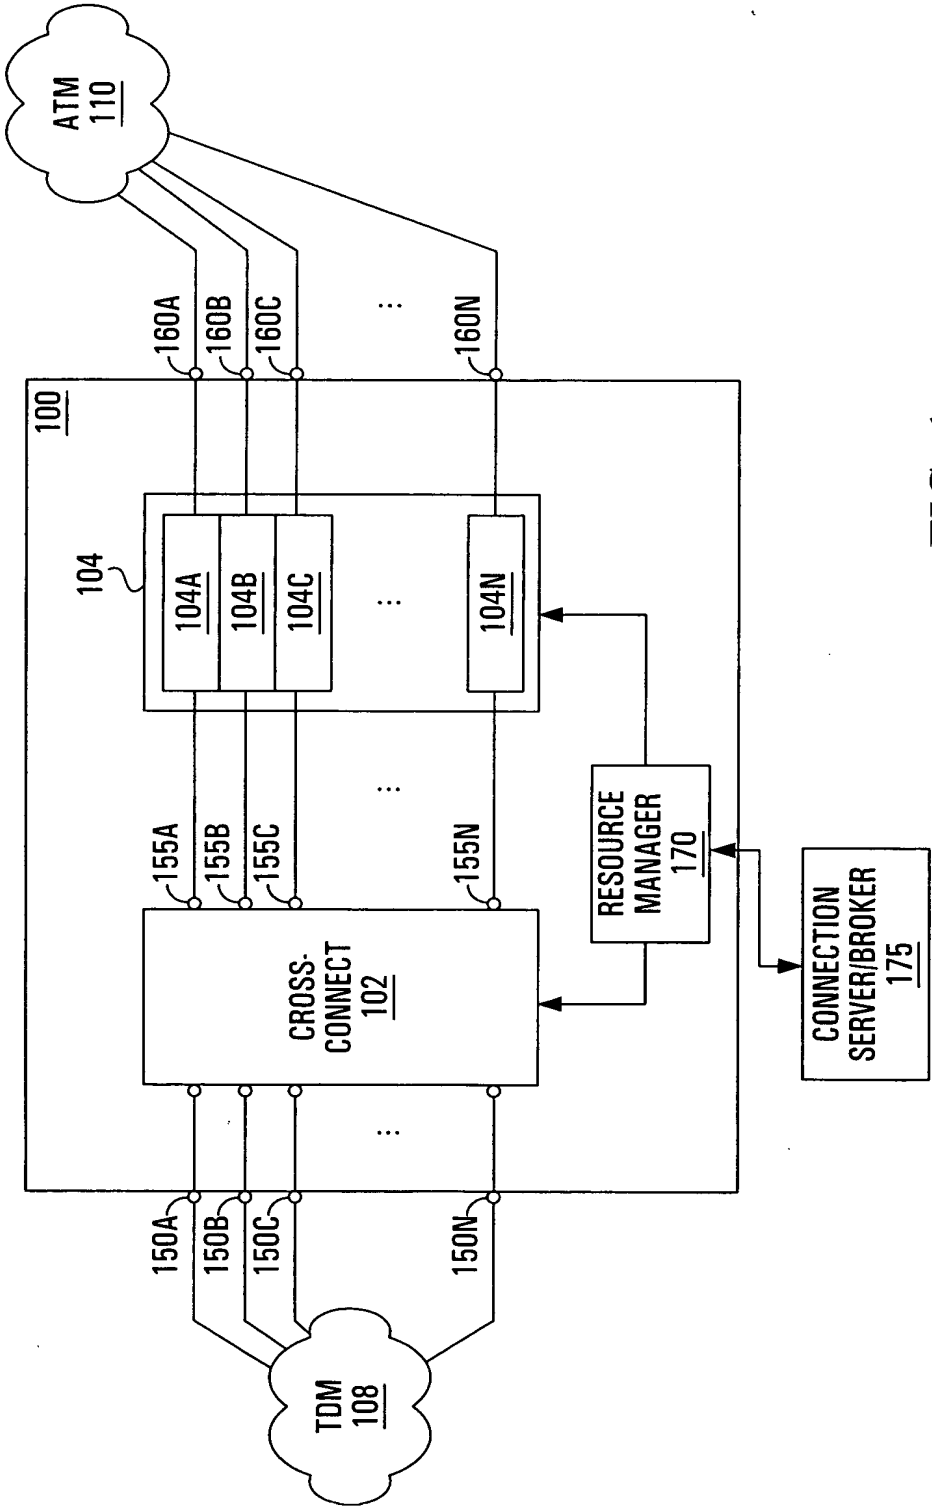 100
TDM
108
150A
150B
150C
...
150N
CROSS-
CONNECT
102
155A
155B
155C
...
155N
104
104A
104B
104C
...
104N
160A
160B
160C
...
160N
ATM
110
RESOURCE
MANAGER
170
CONNECTION
SERVER/BROKER
175
...